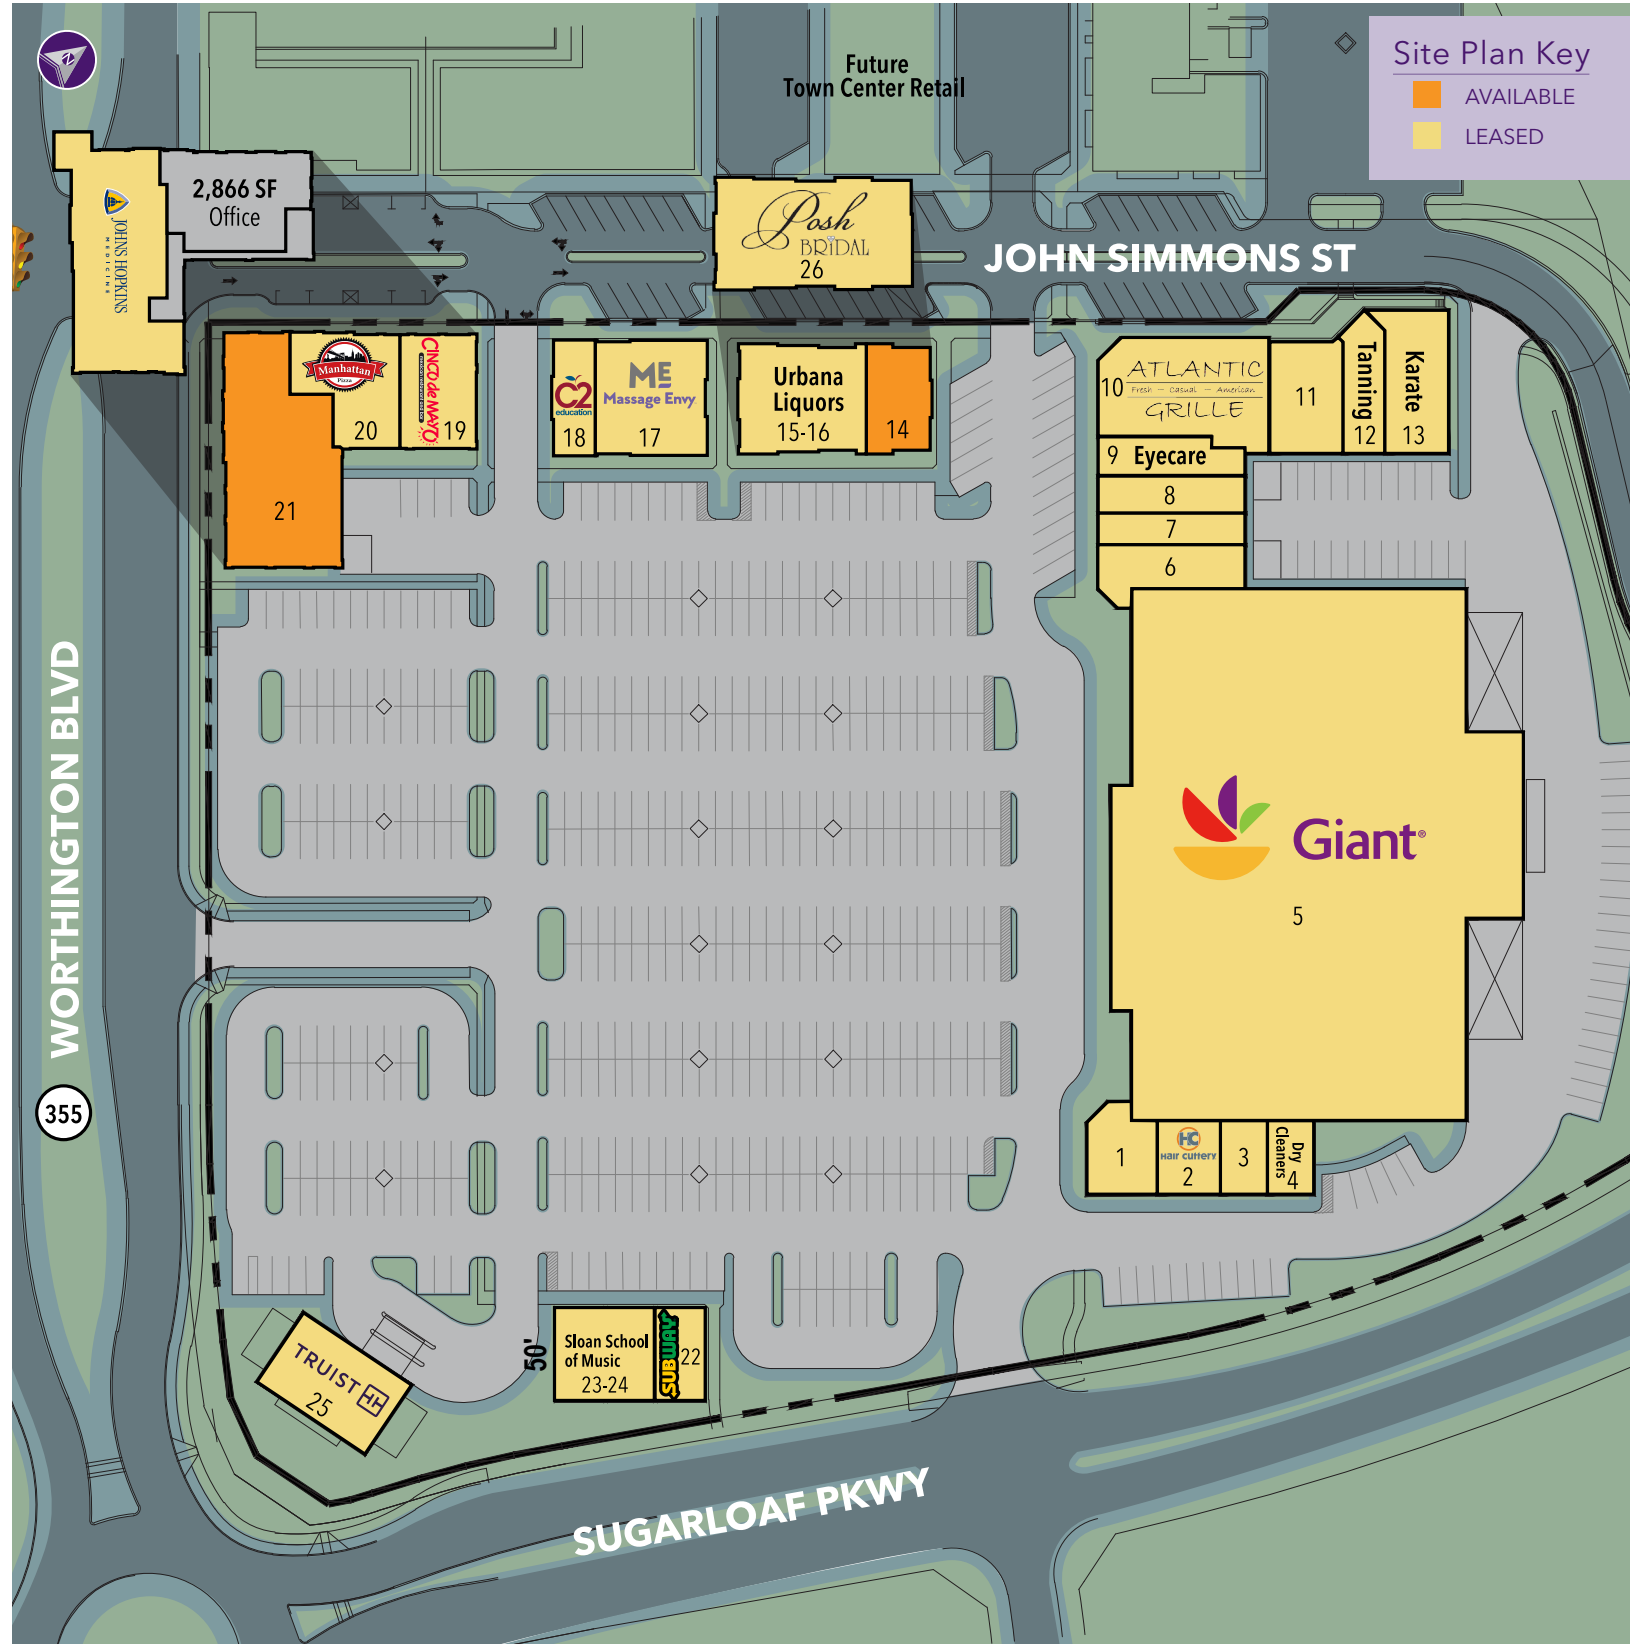 Site Plan Key
AVAILABLE
LEASED
Future
Town Center Retail
2,866 SF
Office
JOHNS HOPKINS
MEDICINE
Posh
BRIDAL
26
JOHN SIMMONS ST
Manhattan
Pizza
20
CINCO de MAYO
19
21
C2
education
18
ME
Massage Envy
17
Urbana
Liquors
15-16
14
10
ATLANTIC
Fresh - Casual - American
GRILLE
11
Tanning
12
Karate
13
9 Eyecare
8
7
6
Giant®
5
WORTHINGTON BLVD
355
1
HC
Hair Cuttery
2
3
Dry
Cleaners
4
TRUIST
25
50'
Sloan School
of Music
23-24
SUBWAY
22
SUGARLOAF PKWY